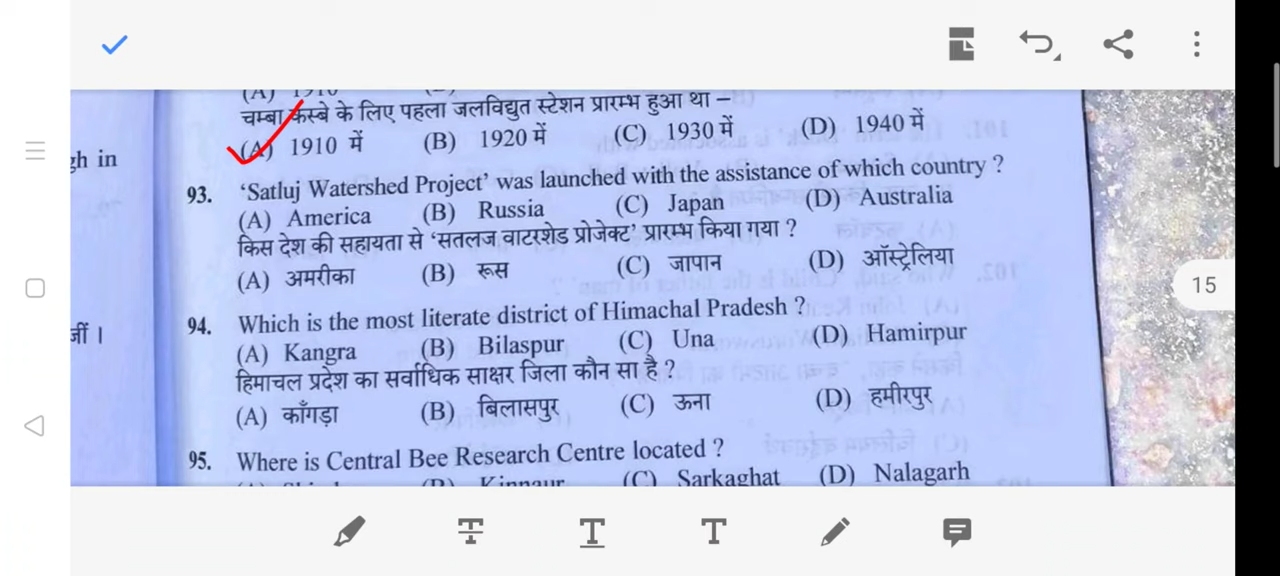 (A) 1910
चम्बा कस्बे के लिए पहला जलविद्युत स्टेशन प्रारम्भ हुआ था –
(A) 1910 में (B) 1920 में (C) 1930 में (D) 1940 में
gh in
93. ‘Satluj Watershed Project’ was launched with the assistance of which country ?
(A) America (B) Russia (C) Japan (D) Australia
किस देश की सहायता से ‘सतलज वाटरशेड प्रोजेक्ट’ प्रारम्भ किया गया ?
(A) अमरीका (B) रूस (C) जापान (D) ऑस्ट्रेलिया
15
94. Which is the most literate district of Himachal Pradesh ?
(A) Kangra (B) Bilaspur (C) Una (D) Hamirpur
र्जी ।
हिमाचल प्रदेश का सर्वाधिक साक्षर जिला कौन सा है ?
(A) काँगड़ा (B) बिलासपुर (C) ऊना (D) हमीरपुर
95. Where is Central Bee Research Centre located ?
(B) Kinnaur (C) Sarkaghat (D) Nalagarh
T T T